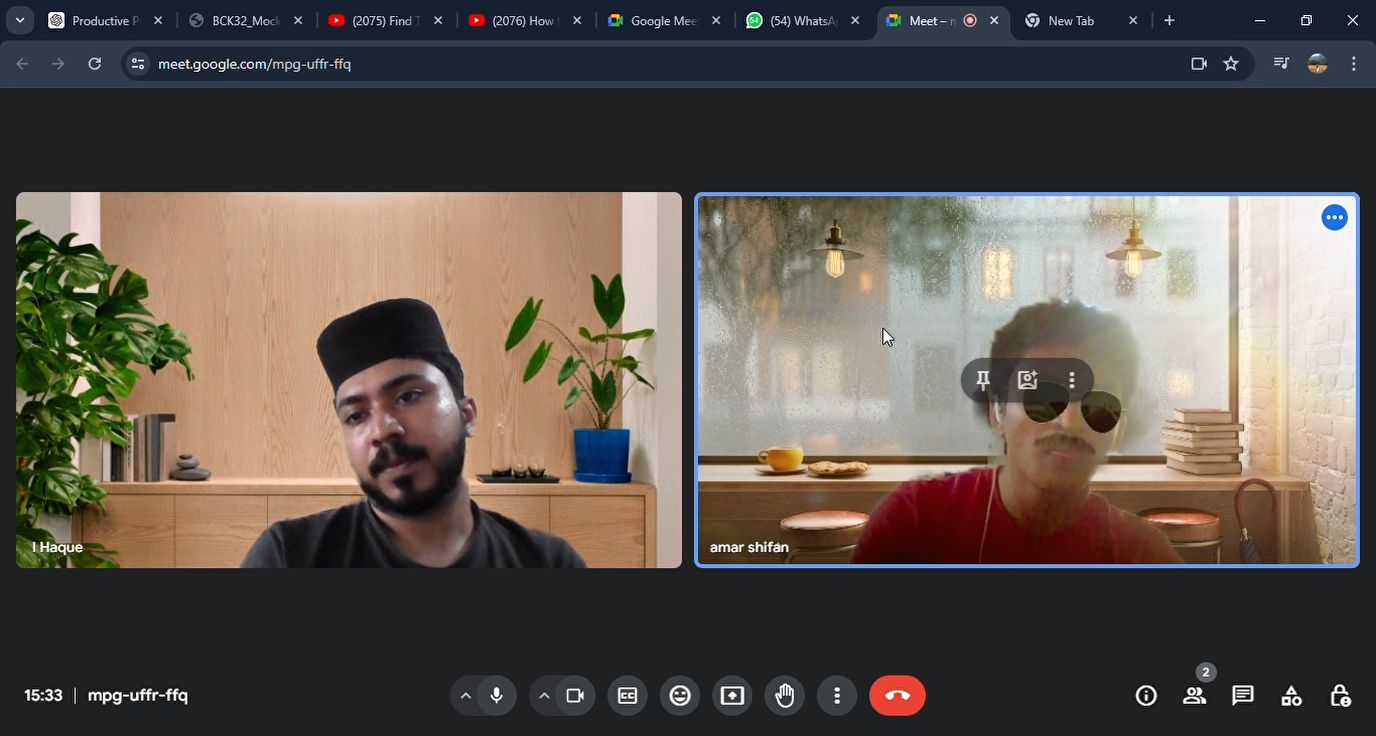 Productive P
BCK32_Mock
(2075) Find T
(2076) How
Google Mee
(54) WhatsA
Meet –
New Tab
meet.google.com/mpg-uffr-ffq
I Haque
amar shifan
15:33 | mpg-uffr-ffq
2